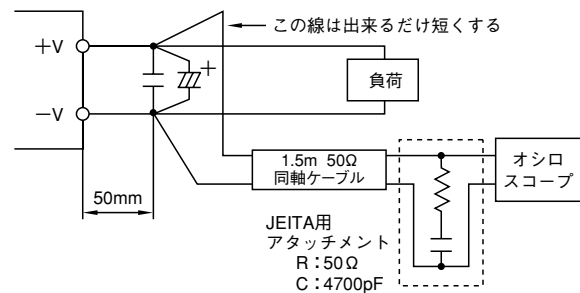 この線は出来るだけ短くする
+V
+
負荷
−V
1.5m 50Ω
同軸ケーブル
オシロ
スコープ
50mm
JEITA用
アタッチメント
R：50Ω
C：4700pF